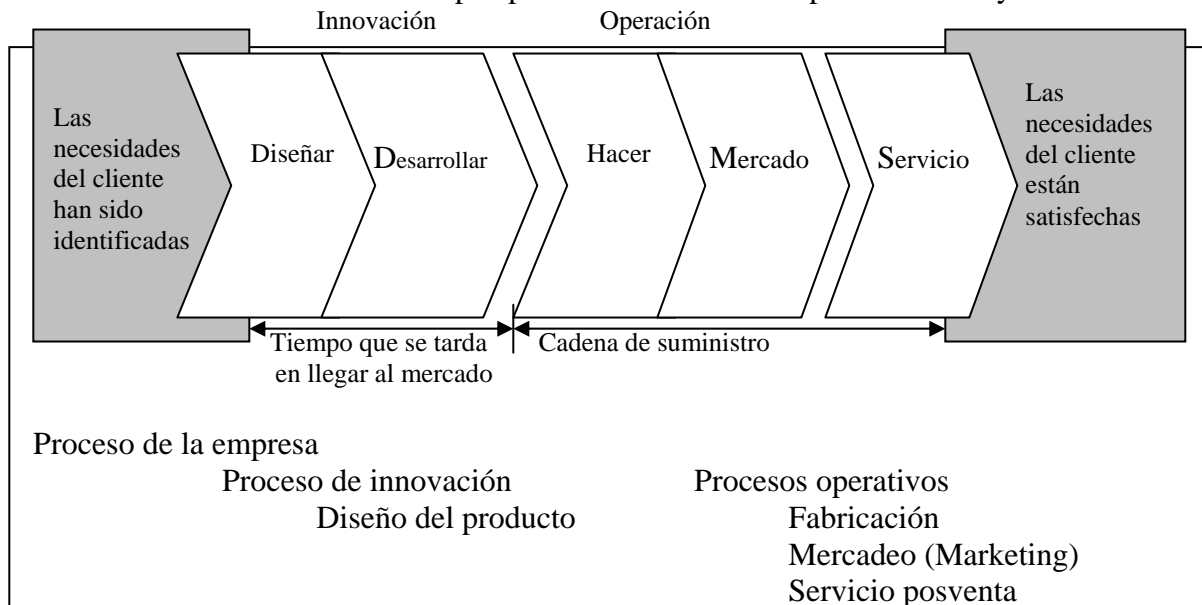 Innovación Operación
Las
necesidades
del cliente
han sido
identificadas
Diseñar
Desarrollar
Hacer
Mercado
Servicio
Las
necesidades
del cliente
están
satisfechas
Tiempo que se tarda
en llegar al mercado
Cadena de suministro
Proceso de la empresa
Proceso de innovación
Diseño del producto
Procesos operativos
Fabricación
Mercadeo (Marketing)
Servicio posventa